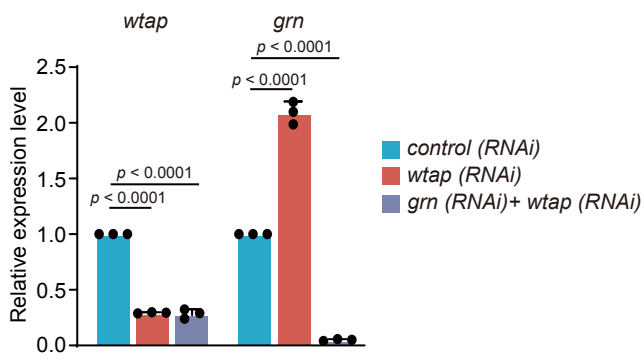 wtap grn
p < 0.0001
p < 0.0001
p < 0.0001
p < 0.0001
Relative expression level
2.5
2.0
1.5
1.0
0.5
0.0
control (RNAi)
wtap (RNAi)
grn (RNAi)+ wtap (RNAi)